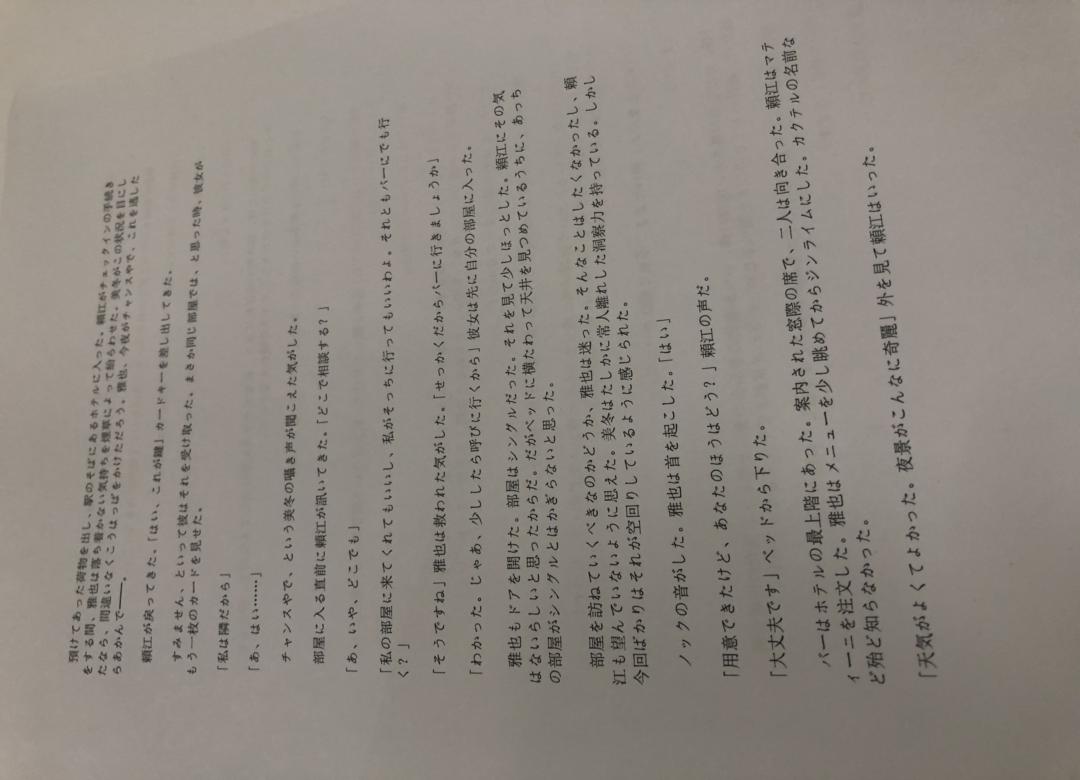 預けてあった荷物を出し、駅のそばにあるホテルに入った。頼江がチェックインの手続き
をする間、雅也は落ち着かない気持ちを煙草によって紛らわせた。美冬がこの状況を目にし
たなら、間違いなくこうはっぱをかけただろう。雅也、今夜がチャンスやで、これを逃した
らあかんで――。
頼江が戻ってきた。「はい、これが鍵」カードキーを差し出してきた。
すみません、といって彼はそれを受け取った。まさか同じ部屋では、と思った時、彼女が
もう一枚のカードを見せた。
「私は隣だから」
「あ、はい……」
チャンスやで、という美冬の囁き声が聞こえた気がした。
部屋に入る直前に頼江が訊いてきた。「どこで相談する?」
「あ、いや、どこでも」
「私の部屋に来てくれてもいいし、私がそっちに行ってもいいわよ。それともバーにでも行
く?」
「そうですね」雅也は救われた気がした。「せっかくだからバーに行きましょうか」
「わかった。じゃあ、少ししたら呼びに行くから」彼女は先に自分の部屋に入った。
雅也もドアを開けた。部屋はシングルだった。それを見て少しほっとした。頼江にその気
はないらしいと思ったからだ。だがベッドに横たわって天井を見つめているうちに、あっち
の部屋がシングルとはかぎらないと思った。
部屋を訪ねていくべきなのかどうか、雅也は迷った。そんなことはしたくなかったし、頼
江も望んでいないように思えた。美冬はたしかに常人離れした洞察力を持っている。しかし
今回ばかりはそれが空回りしているように感じられた。
ノックの音がした。雅也は首を起こした。「はい」
「用意できたけど、あなたのほうはどう?」頼江の声だ。
「大丈夫です」ベッドから下りた。
バーはホテルの最上階にあった。案内された窓際の席で、二人は向き合った。頼江はマテ
ィーニを注文した。雅也はメニューを少し眺めてからジンライムにした。カクテルの名前な
ど殆ど知らなかった。
「天気がよくてよかった。夜景がこんなに奇麗」外を見て頼江はいった。